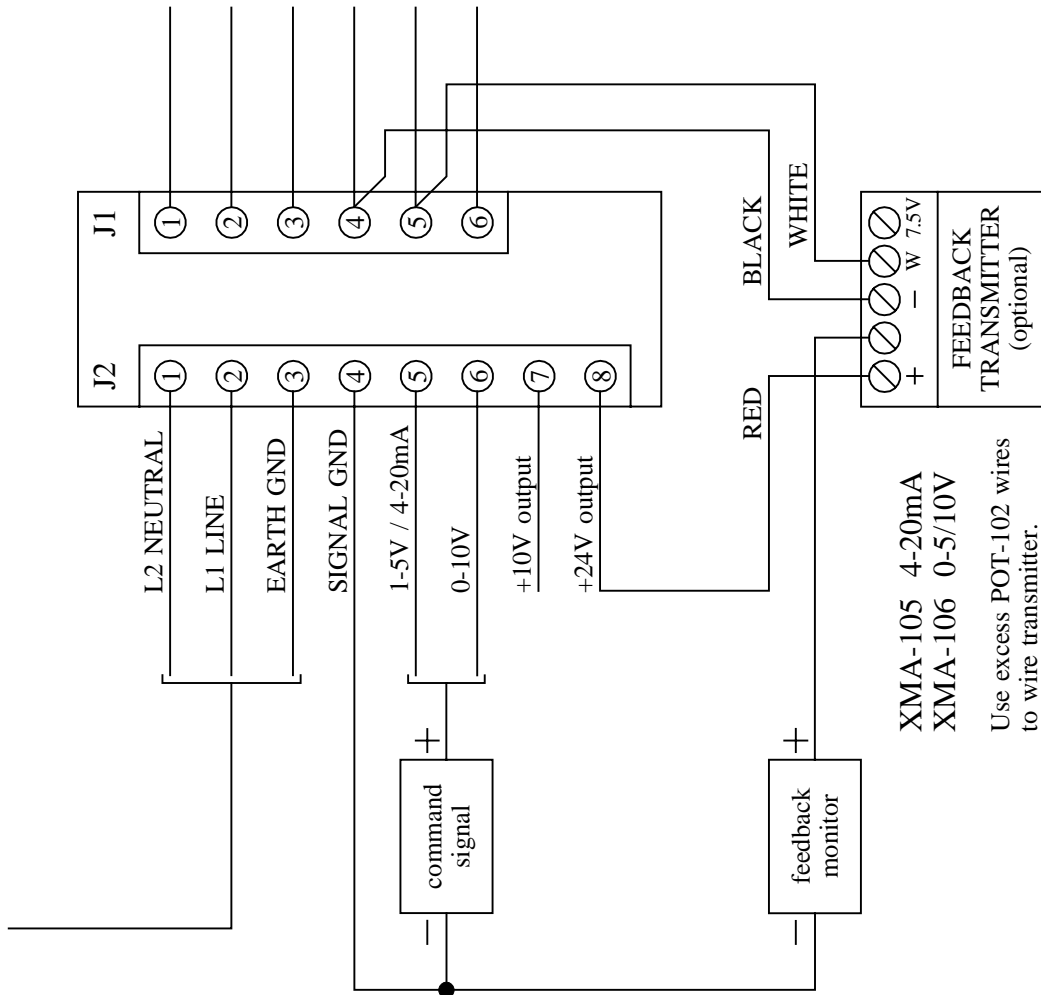 J1
1
2
3
4
5
6
J2
1
2
3
4
5
6
7
8
L2 NEUTRAL
L1 LINE
EARTH GND
SIGNAL GND
1-5V / 4-20mA
0-10V
+10V output
+24V output
BLACK
WHITE
RED
+
−
W
7.5V
FEEDBACK
TRANSMITTER
(optional)
+
command
signal
−
+
feedback
monitor
−
XMA-105 4-20mA
XMA-106 0-5/10V
Use excess POT-102 wires
to wire transmitter.